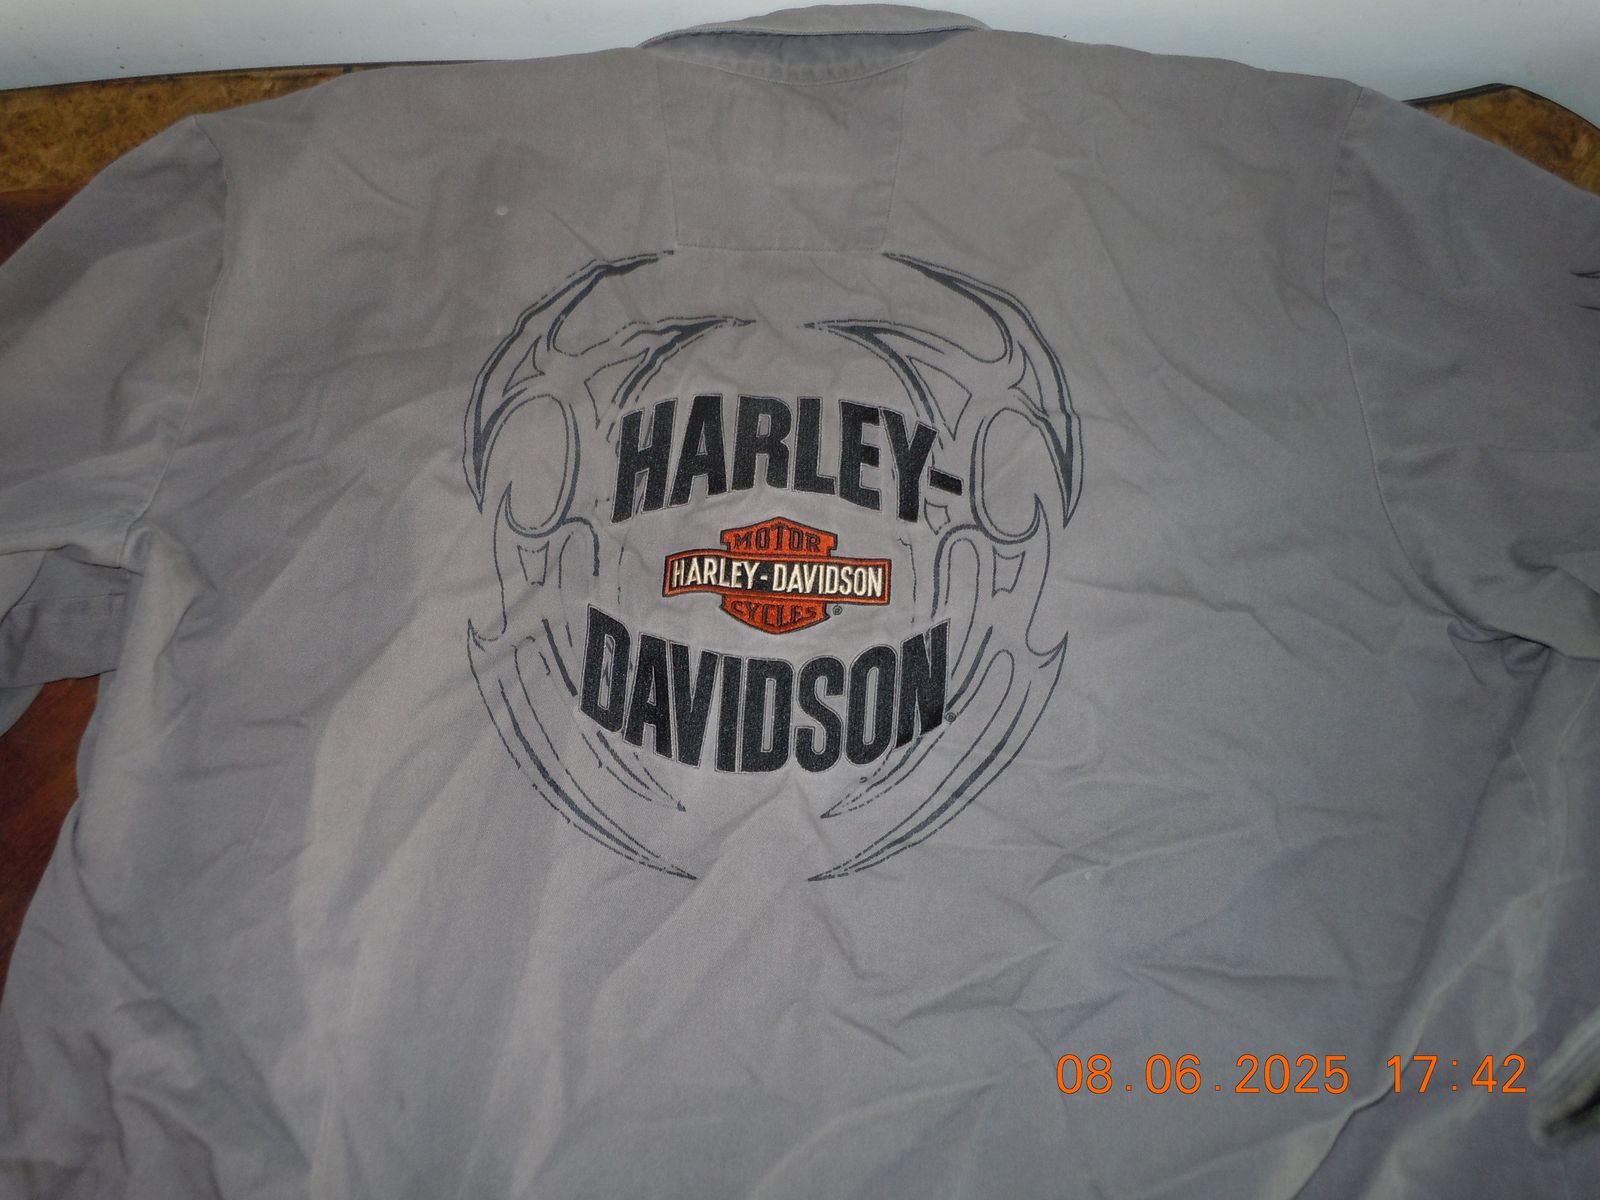 HARLEY-
MOTOR
HARLEY-DAVIDSON
CYCLES ®
DAVIDSON ®
08.06.2025 17:42